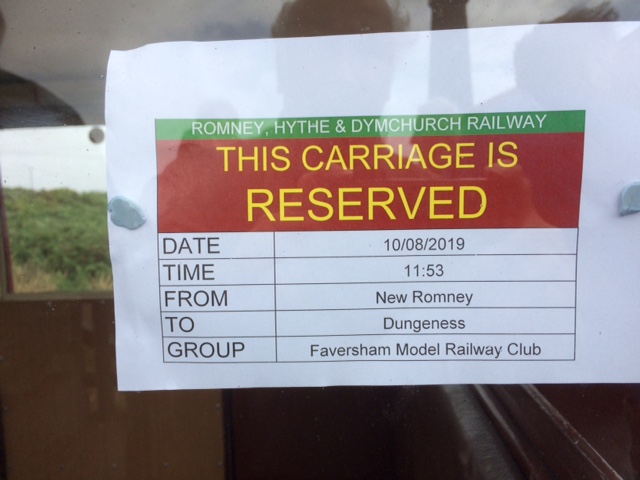 ROMNEY, HYTHE & DYMCHURCH RAILWAY
THIS CARRIAGE IS
RESERVED
DATE 10/08/2019
TIME 11:53
FROM New Romney
TO Dungeness
GROUP Faversham Model Railway Club